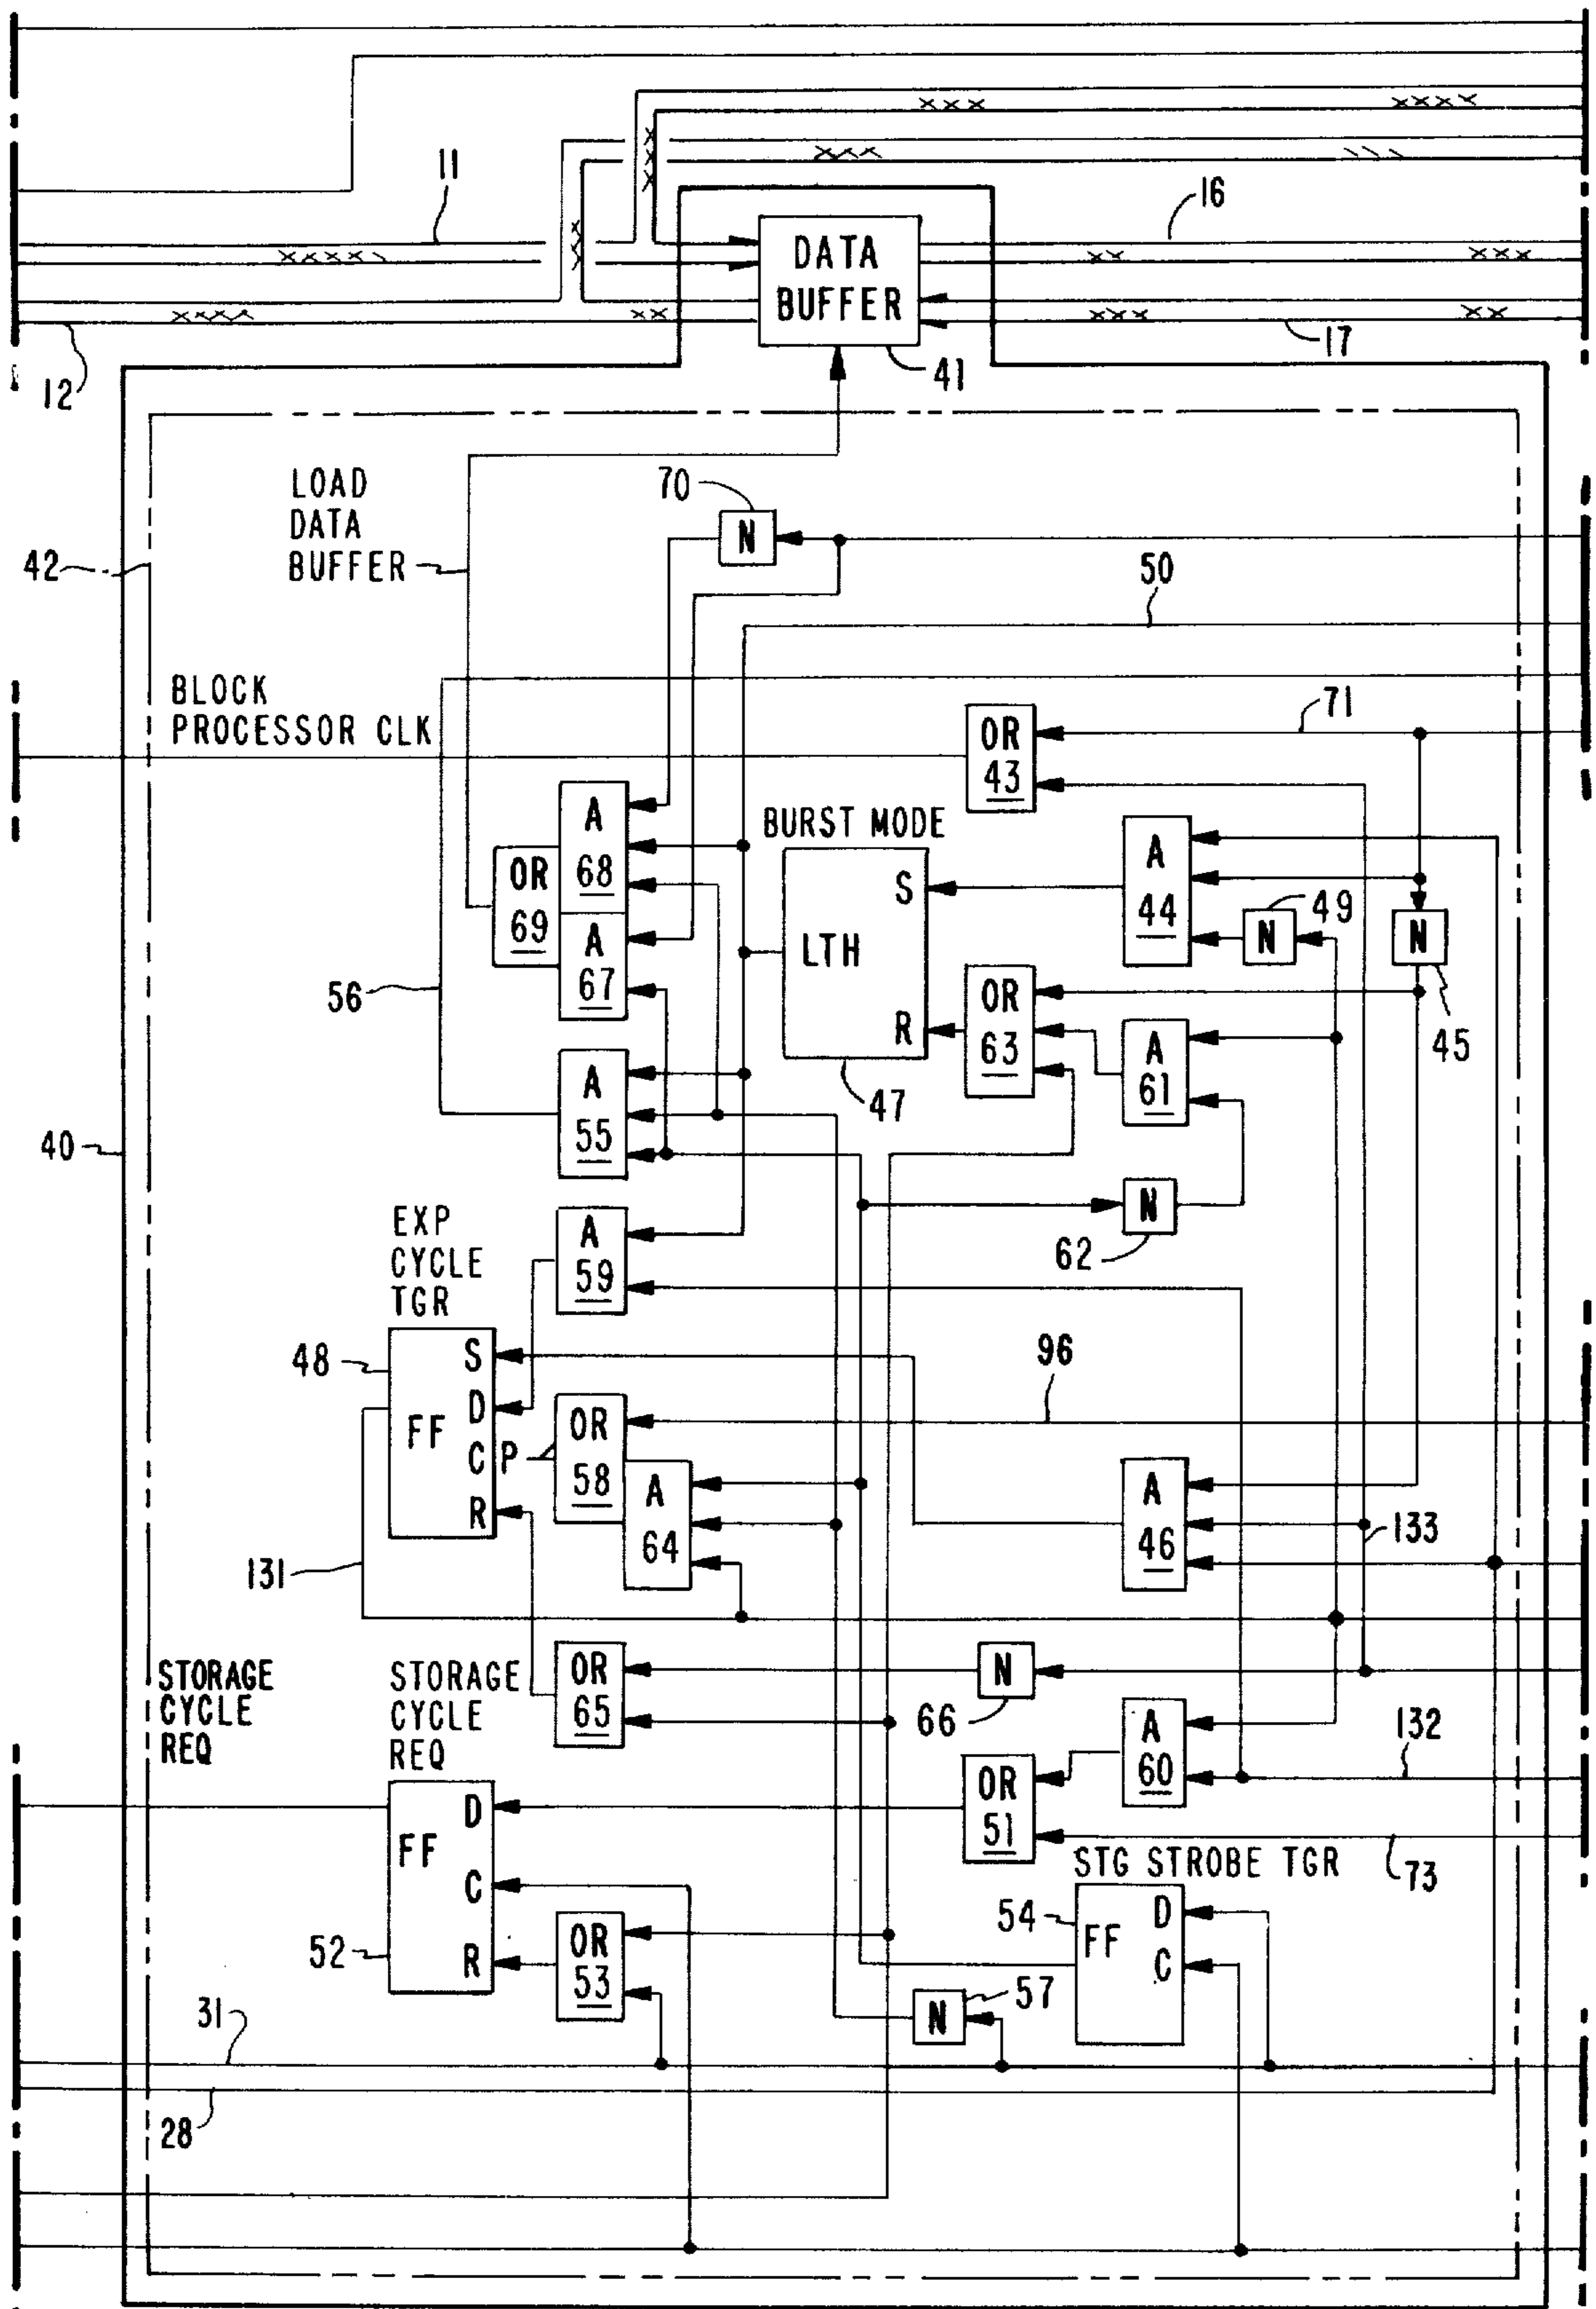 11
16
DATA
BUFFER
12
41
17
LOAD
DATA
BUFFER
70
N
42
50
BLOCK
PROCESSOR CLK
71
OR
43
A
68
BURST MODE
A
44
OR
69
S
N
49
N
A
67
LTH
56
OR
63
R
A
61
45
A
55
47
40
N
62
EXP
CYCLE
TGR
A
59
48
S
D
FF
C
P
R
OR
58
96
A
64
A
46
133
131
STORAGE
CYCLE
REQ
STORAGE
CYCLE
REQ
OR
65
N
66
A
60
132
OR
51
D
FF
C
R
73
STG STROBE TGR
54
D
FF
C
52
OR
53
N
57
31
28